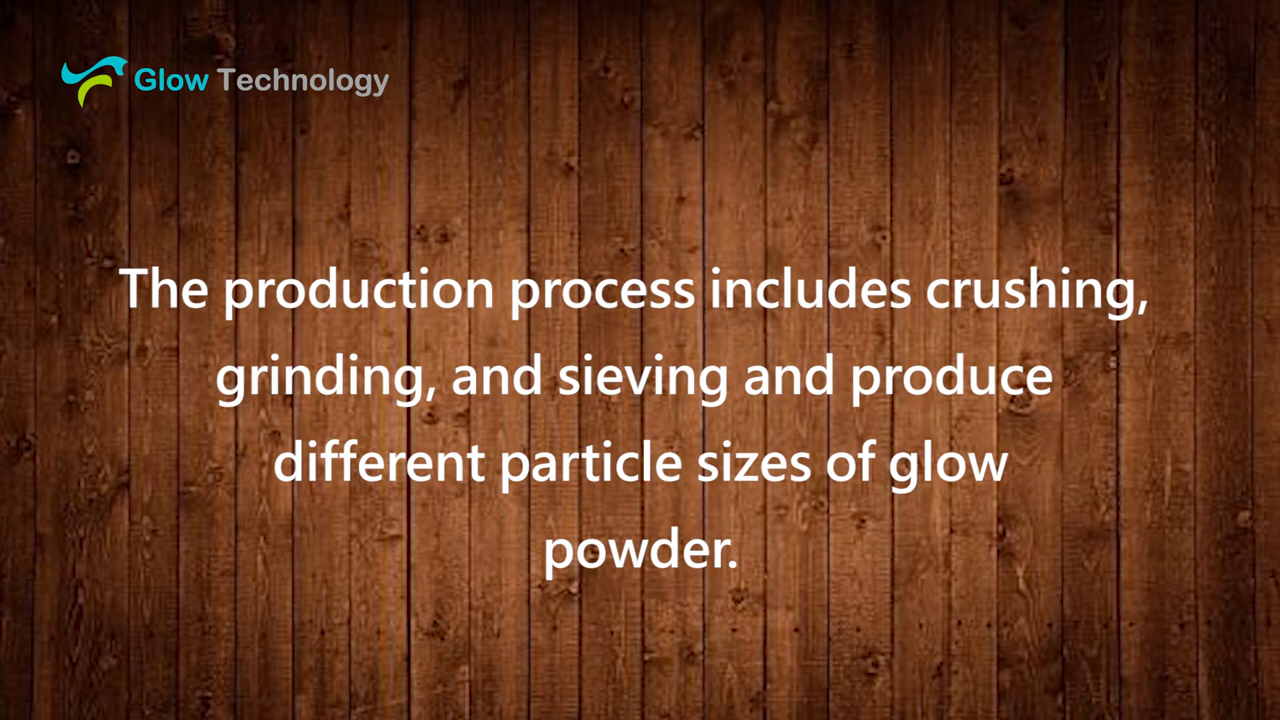 Glow Technology
The production process includes crushing,
grinding, and sieving and produce
different particle sizes of glow
powder.